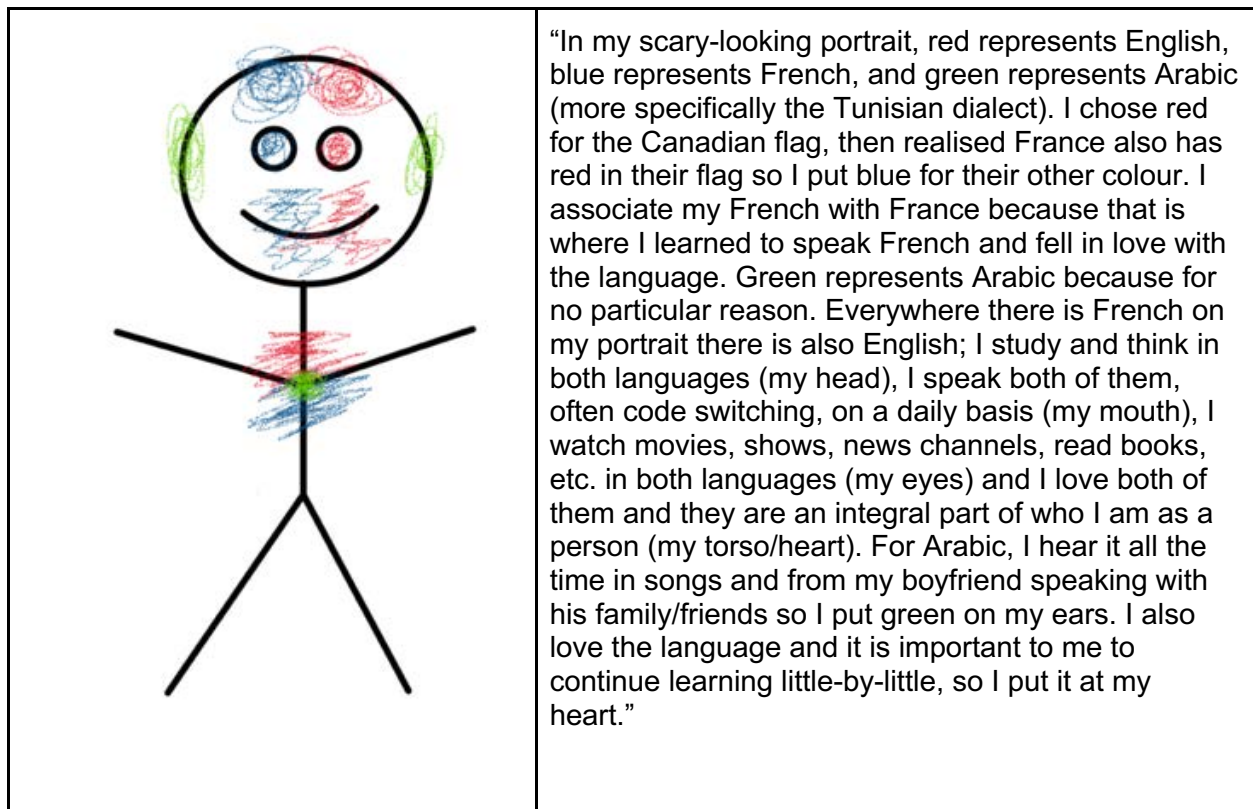 “In my scary-looking portrait, red represents English,
blue represents French, and green represents Arabic
(more specifically the Tunisian dialect). I chose red
for the Canadian flag, then realised France also has
red in their flag so I put blue for their other colour. I
associate my French with France because that is
where I learned to speak French and fell in love with
the language. Green represents Arabic because for
no particular reason. Everywhere there is French on
my portrait there is also English; I study and think in
both languages (my head), I speak both of them,
often code switching, on a daily basis (my mouth), I
watch movies, shows, news channels, read books,
etc. in both languages (my eyes) and I love both of
them and they are an integral part of who I am as a
person (my torso/heart). For Arabic, I hear it all the
time in songs and from my boyfriend speaking with
his family/friends so I put green on my ears. I also
love the language and it is important to me to
continue learning little-by-little, so I put it at my
heart.”